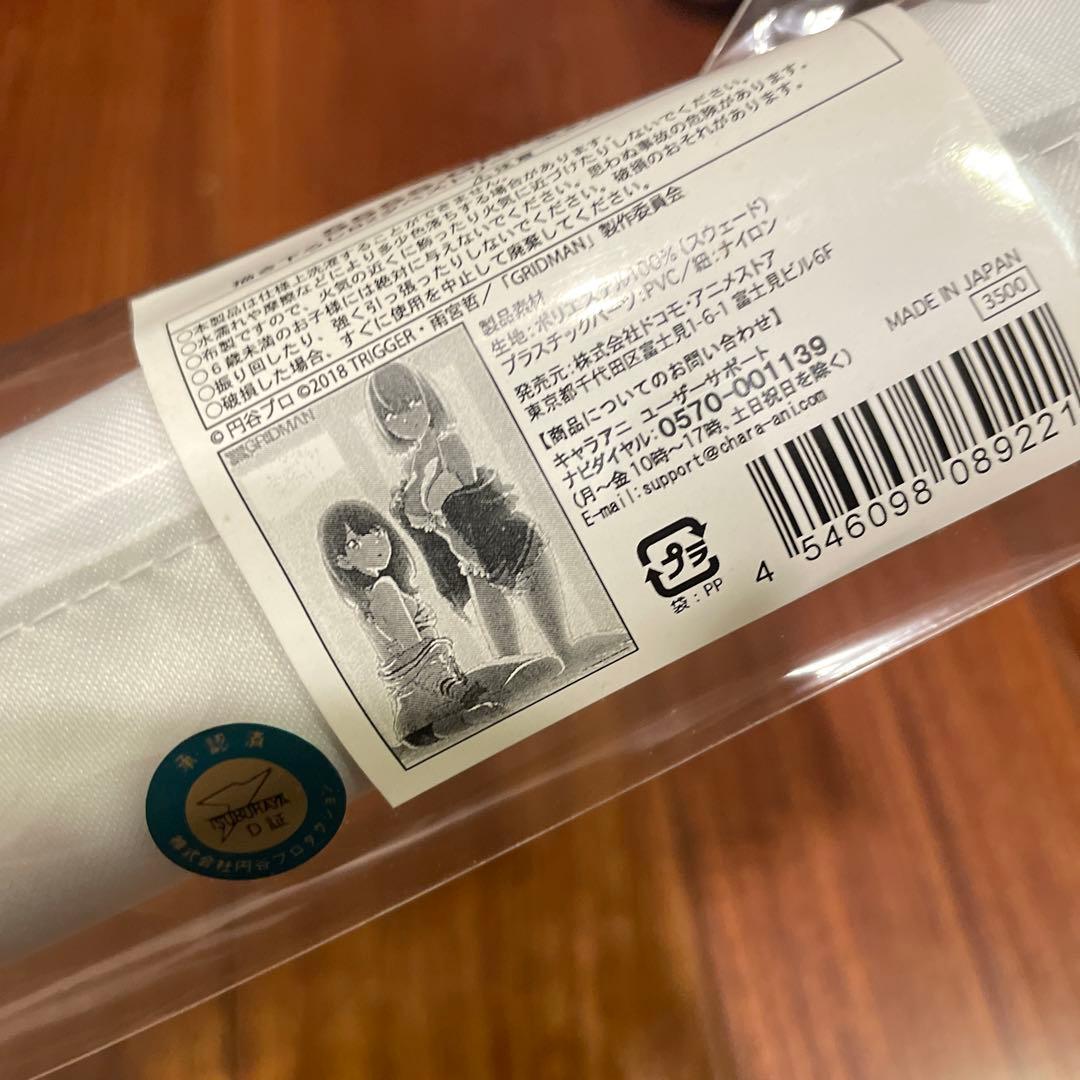 ○本製品は仕様上洗濯することができません。
○水濡れや摩擦などにより多少色落ちする場合があります。
○布製ですので、火気の近くに飾ったり火気に近づけたりしないでください。
○6歳未満のお子様には絶対に与えないでください。思わぬ事故の危険があります。
○振り回したり、強く引っ張ったりしないでください。破損のおそれがあります。
○破損した場合、すぐに使用を中止して廃棄してください。
©円谷プロ ©2018 TRIGGER・雨宮哲/「GRIDMAN」製作委員会
GRIDMAN
製品素材
生地:ポリエステル100%(スウェード)
プラスチックパーツ:PVC/紐:ナイロン
発売元:株式会社ドコモ・アニメストア
東京都千代田区富士見1-6-1 富士見ビル6F
【商品についてのお問い合わせ】
キャラアニ ユーザーサポート
ナビダイヤル:0570-001139
(月～金 10時～17時、土日祝日を除く)
E-mail:support@chara-ani.com
MADE IN JAPAN
3500
プラ
袋:PP
4 546098 089221
承認済
TSUBURAYA
D 証
株式会社円谷プロダクション